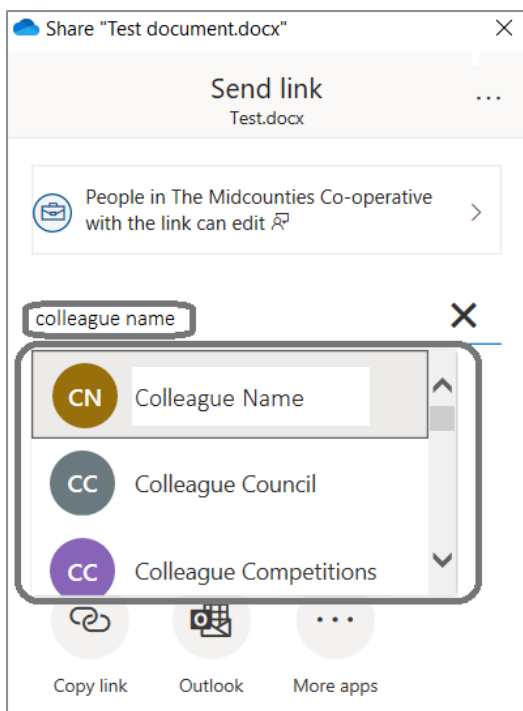 Share "Test document.docx"
Send link
...
Test.docx
People in The Midcounties Co-operative
with the link can edit
colleague name
CN Colleague Name
CC Colleague Council
CC Colleague Competitions
Copy link Outlook More apps